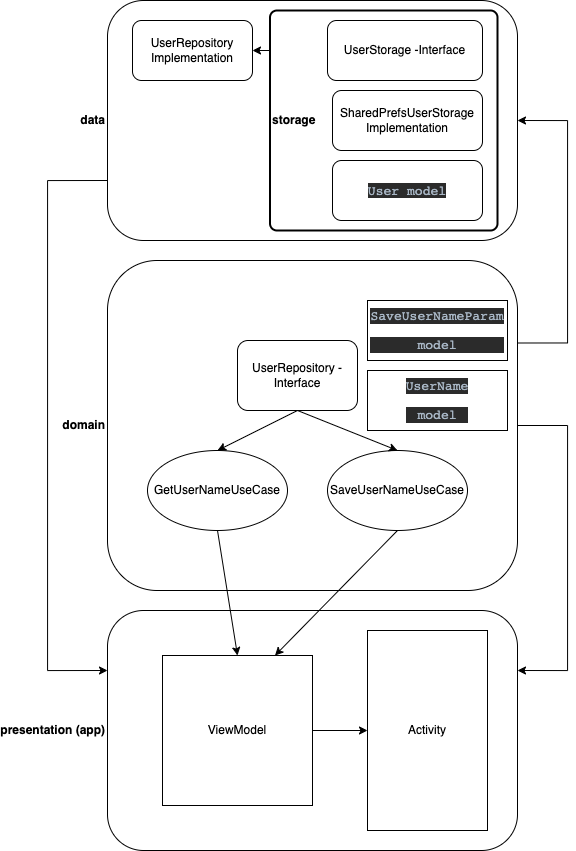 UserRepository
Implementation
UserStorage -Interface
data
storage
SharedPrefsUserStorage
Implementation
User model
SaveUserNameParam
model
UserRepository -
Interface
UserName
model
domain
GetUserNameUseCase
SaveUserNameUseCase
presentation (app)
ViewModel
Activity